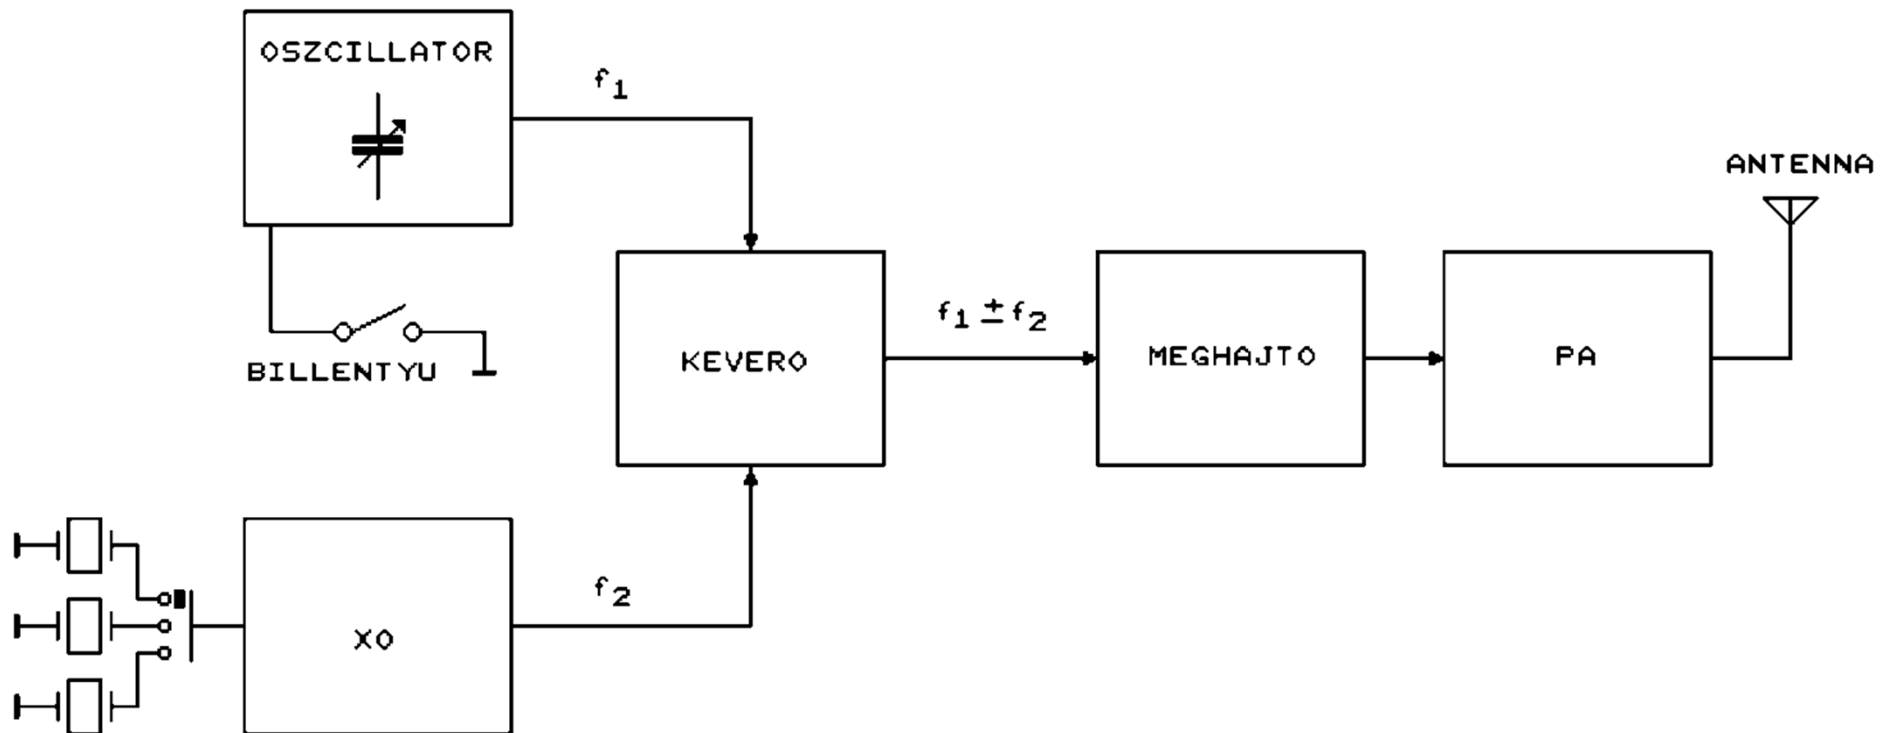 OSZCILLATOR
f1
ANTENNA
BILLENTYU
KEVERO
f1 ± f2
MEGHAJTO
PA
f2
XO